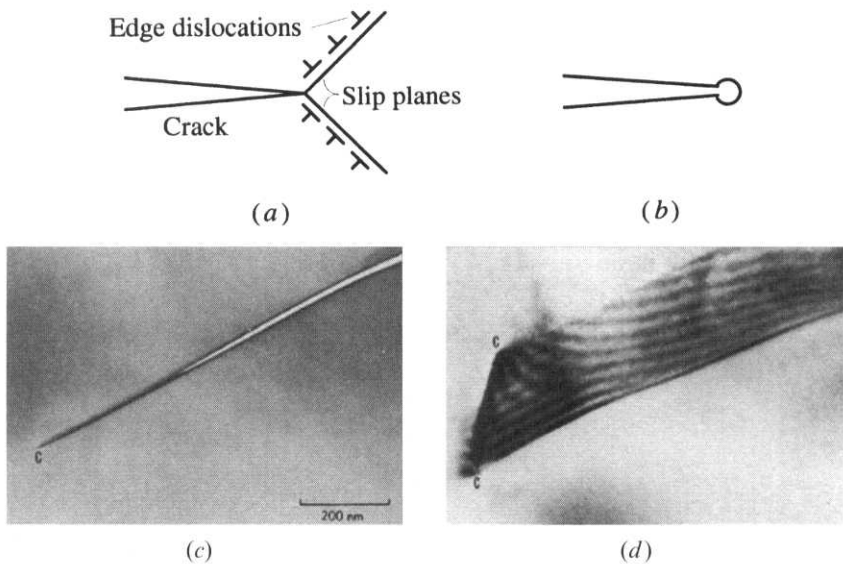 Edge dislocations
Slip planes
Crack
(a)
(b)
C
200 nm
C
C
(c)
(d)